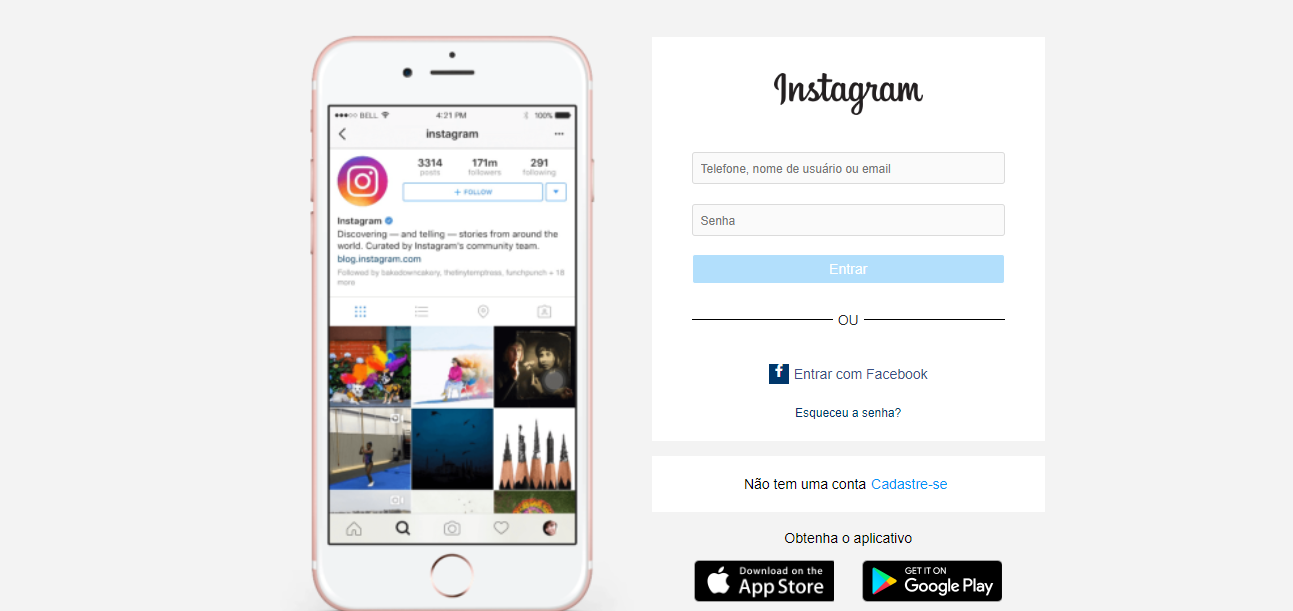 BELL
4:21 PM
100%
instagram
3314
171m
291
posts
followers
following
+ FOLLOW
Instagram
Discovering — and telling — stories from around the
world. Curated by Instagram's community team.
blog.instagram.com
Followed by bakedowncakery, thetinytemptress, funchpunch + 18
more
Instagram
Telefone, nome de usuário ou email
Senha
Entrar
OU
f Entrar com Facebook
Esqueceu a senha?
Não tem uma conta Cadastre-se
Obtenha o aplicativo
Download on the
App Store
GET IT ON
Google Play